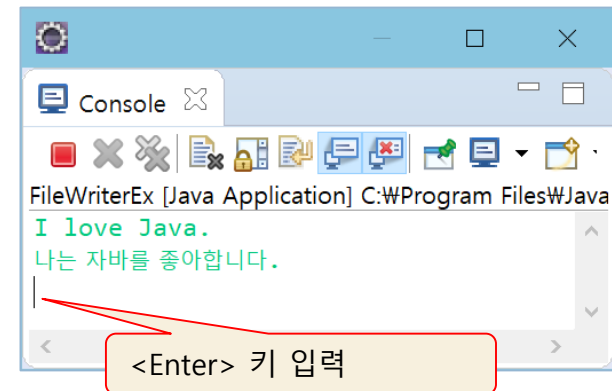 Console
FileWriterEx [Java Application] C:₩Program Files₩Java
I love Java.
나는 자바를 좋아합니다.
<Enter> 키 입력